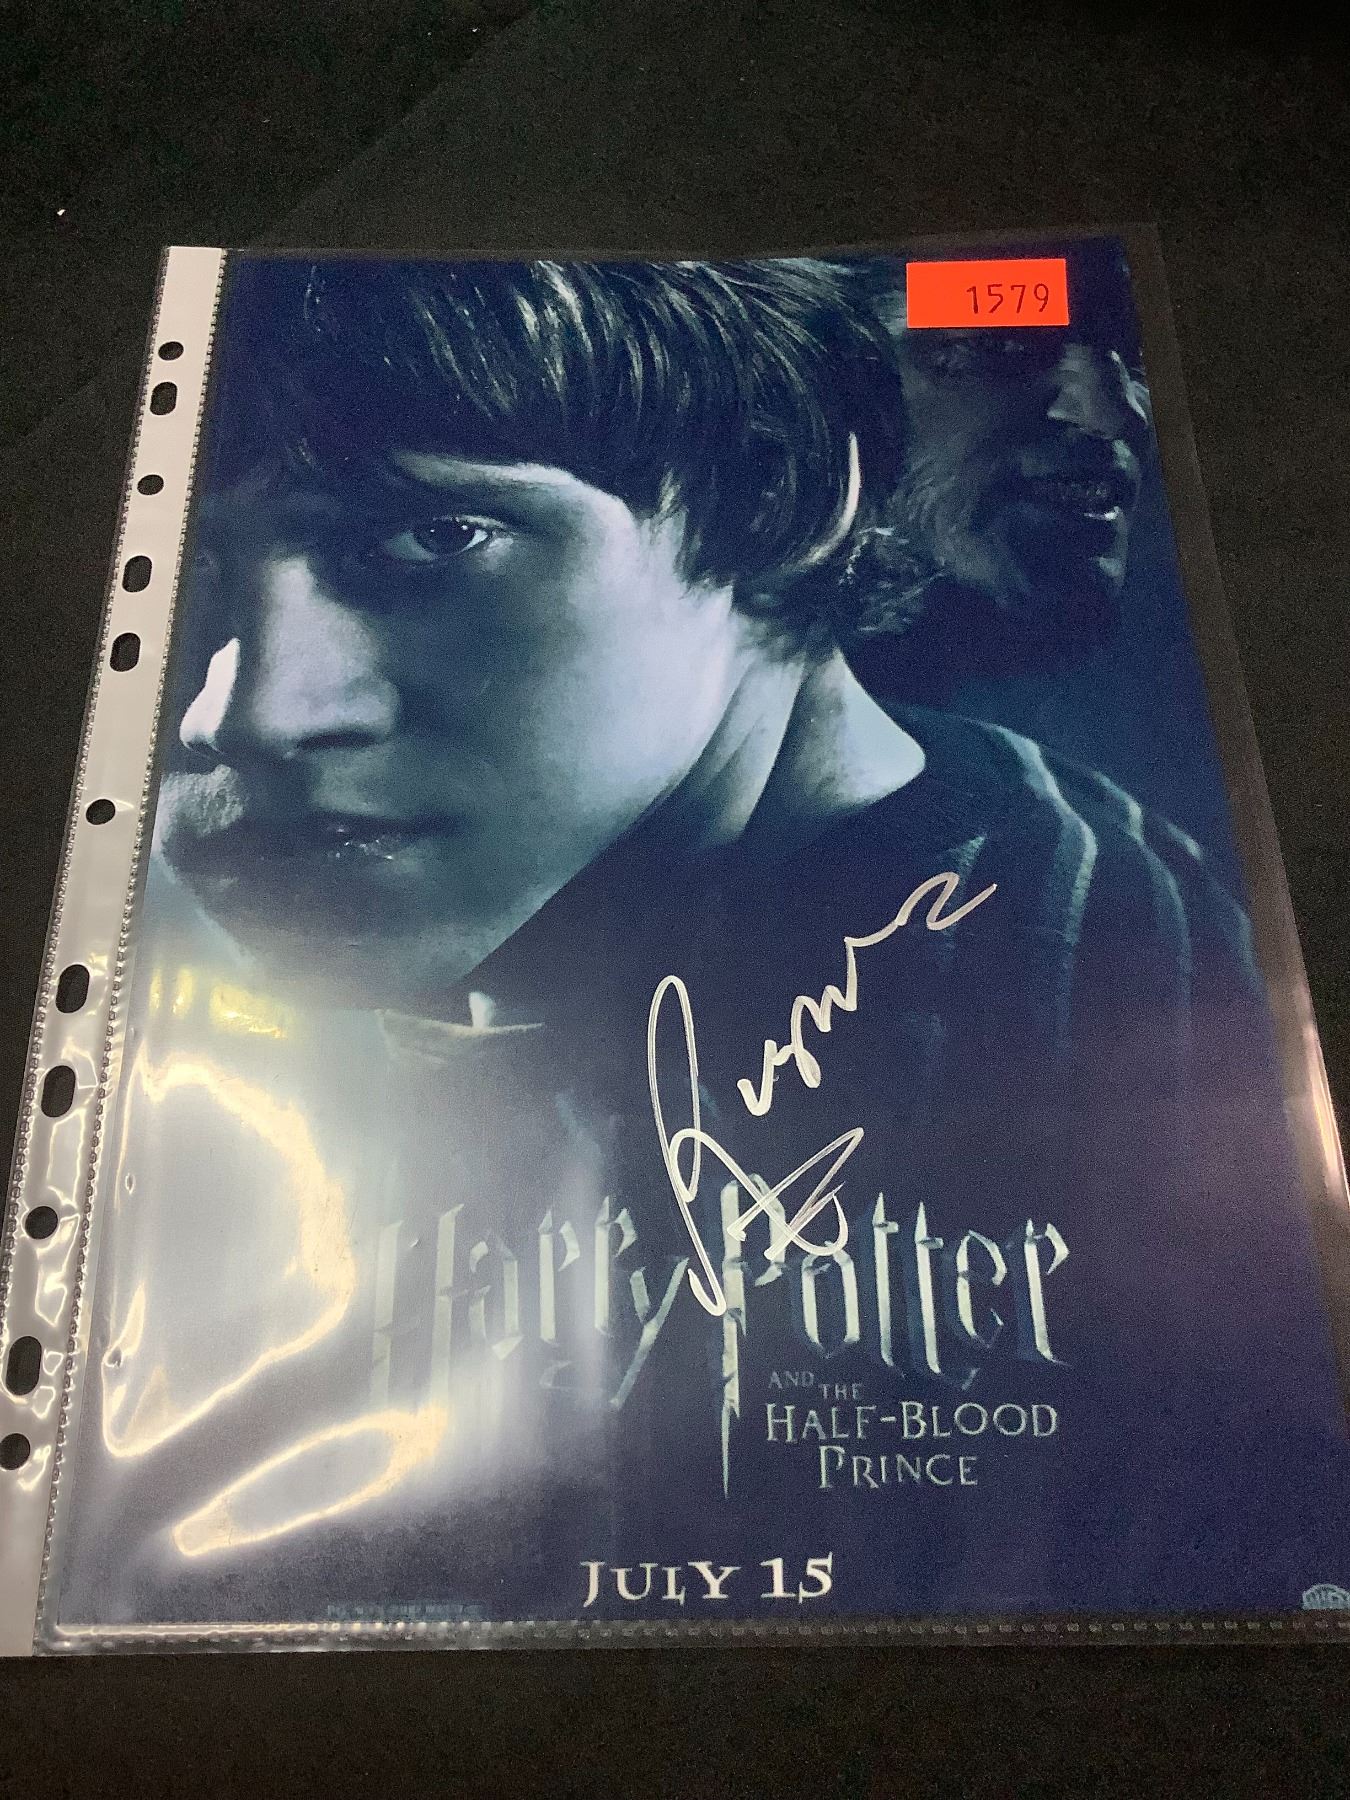 1579
Harry Potter
AND THE
HALF-BLOOD
PRINCE
JULY 15